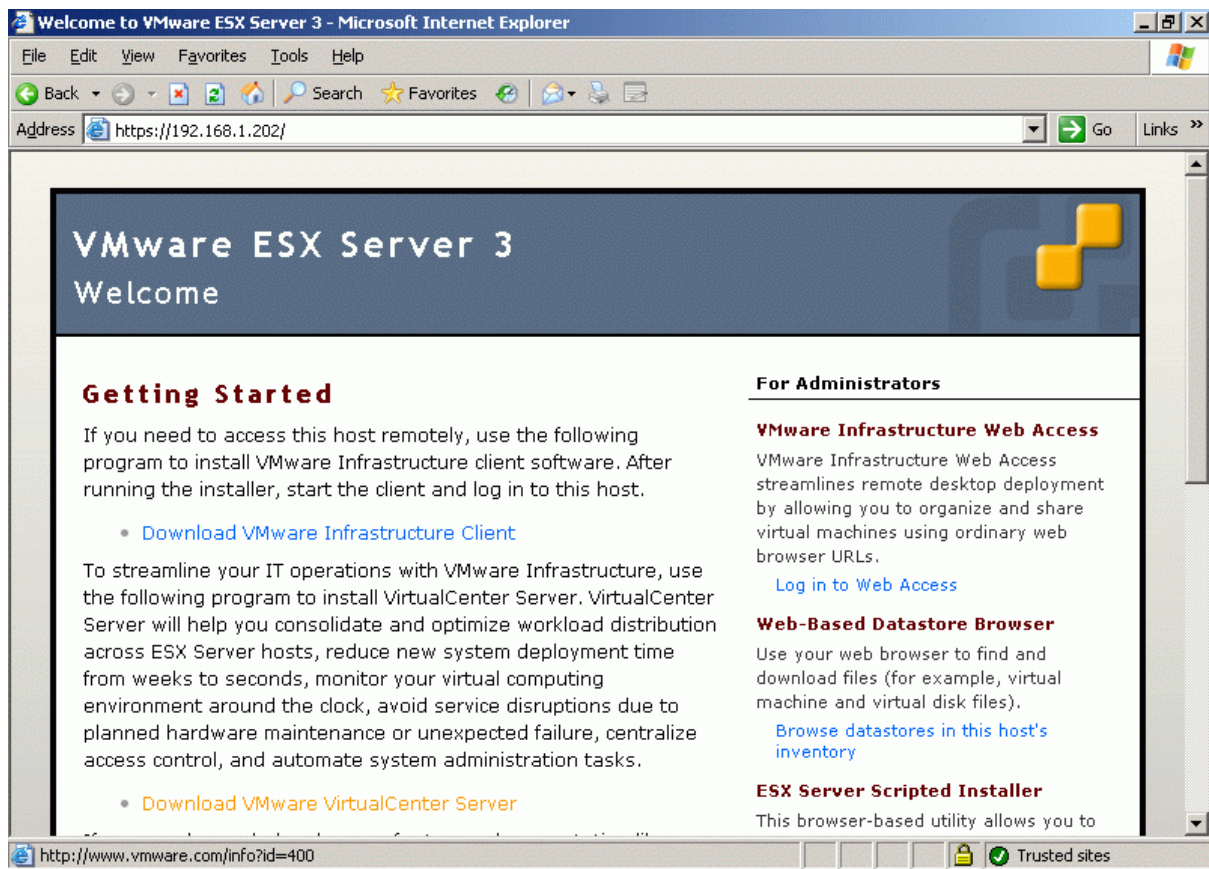 Welcome to VMware ESX Server 3 - Microsoft Internet Explorer
File Edit View Favorites Tools Help
Back Search Favorites
Address https://192.168.1.202/ Go Links »
VMware ESX Server 3
Welcome
Getting Started
If you need to access this host remotely, use the following
program to install VMware Infrastructure client software. After
running the installer, start the client and log in to this host.
• Download VMware Infrastructure Client
To streamline your IT operations with VMware Infrastructure, use
the following program to install VirtualCenter Server. VirtualCenter
Server will help you consolidate and optimize workload distribution
across ESX Server hosts, reduce new system deployment time
from weeks to seconds, monitor your virtual computing
environment around the clock, avoid service disruptions due to
planned hardware maintenance or unexpected failure, centralize
access control, and automate system administration tasks.
• Download VMware VirtualCenter Server
For Administrators
VMware Infrastructure Web Access
VMware Infrastructure Web Access
streamlines remote desktop deployment
by allowing you to organize and share
virtual machines using ordinary web
browser URLs.
Log in to Web Access
Web-Based Datastore Browser
Use your web browser to find and
download files (for example, virtual
machine and virtual disk files).
Browse datastores in this host's
inventory
ESX Server Scripted Installer
This browser-based utility allows you to
http://www.vmware.com/info?id=400
Trusted sites